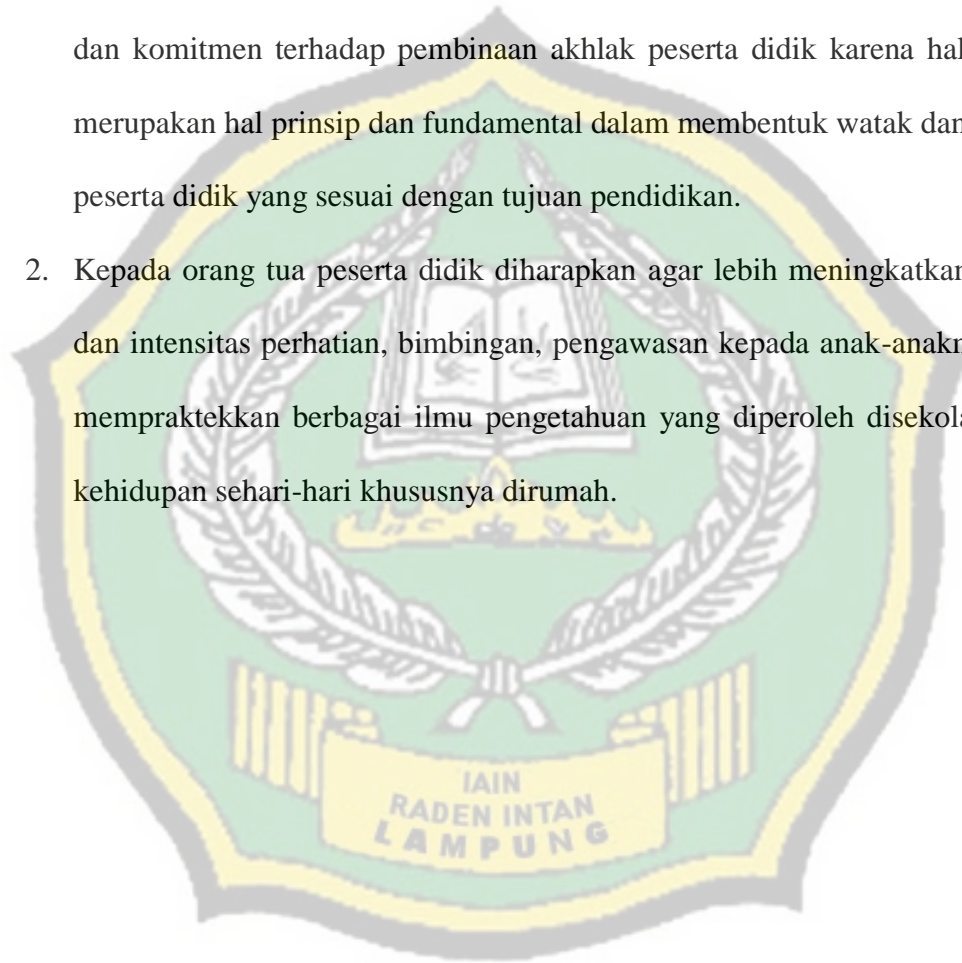 dan komitmen terhadap pembinaan akhlak peserta didik karena hal
merupakan hal prinsip dan fundamental dalam membentuk watak dan
peserta didik yang sesuai dengan tujuan pendidikan.
2. Kepada orang tua peserta didik diharapkan agar lebih meningkatkan
dan intensitas perhatian, bimbingan, pengawasan kepada anak-anakn
mempraktekkan berbagai ilmu pengetahuan yang diperoleh disekola
kehidupan sehari-hari khususnya dirumah.
IAIN
RADEN INTAN
LAMPUNG